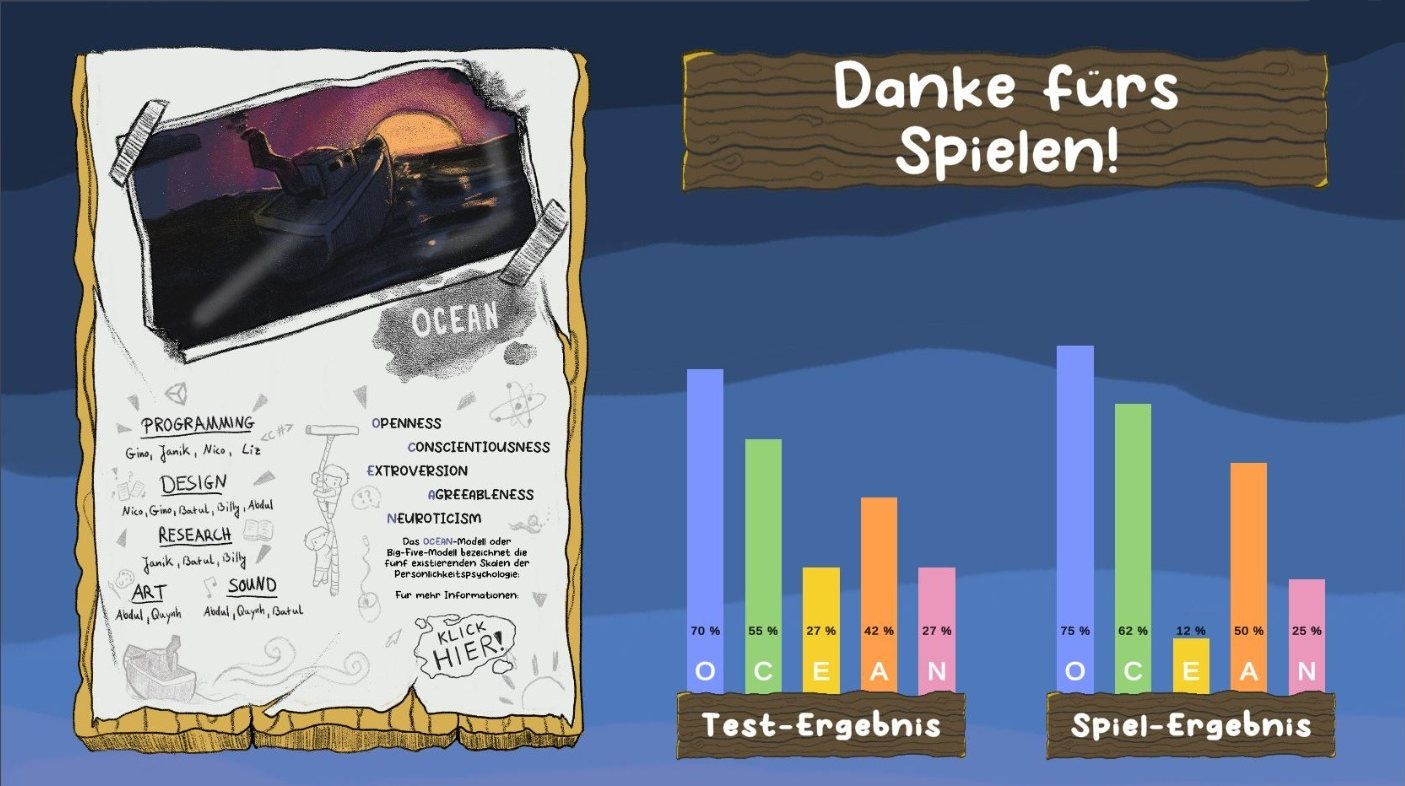 OCEAN
PROGRAMMING
<C#>
Gino, Janik, Nico, Liz
DESIGN
Nico, Gino, Batul, Billy, Abdul
RESEARCH
Janik, Batul, Billy
ART
Abdul, Quynh
SOUND
Abdul, Quynh, Batul
OPENNESS
CONSCIENTIOUSNESS
EXTROVERSION
AGREEABLENESS
NEUROTICISM
??
Das OCEAN-Modell oder
Big-Five-Modell bezeichnet die
fünf existierenden Skalen der
Persönlichkeitspsychologie.
Für mehr Informationen:
KLICK
HIER!
Danke fürs
Spielen!
70 % 55 % 27 % 42 % 27 %
O C E A N
Test-Ergebnis
75 % 62 % 12 % 50 % 25 %
O C E A N
Spiel-Ergebnis